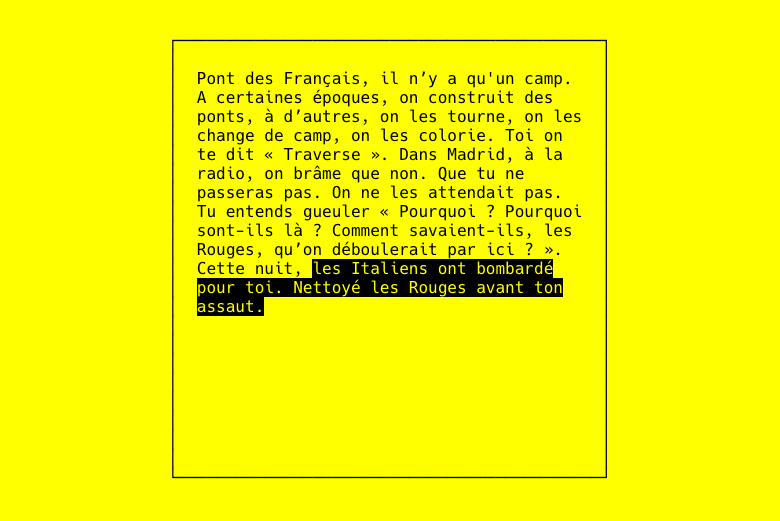 Pont des Français, il n’y a qu'un camp.
A certaines époques, on construit des
ponts, à d’autres, on les tourne, on les
change de camp, on les colorie. Toi on
te dit « Traverse ». Dans Madrid, à la
radio, on brâme que non. Que tu ne
passeras pas. On ne les attendait pas.
Tu entends gueuler « Pourquoi ? Pourquoi
sont-ils là ? Comment savaient-ils, les
Rouges, qu’on déboulerait par ici ? ».
Cette nuit, les Italiens ont bombardé
pour toi. Nettoyé les Rouges avant ton
assaut.